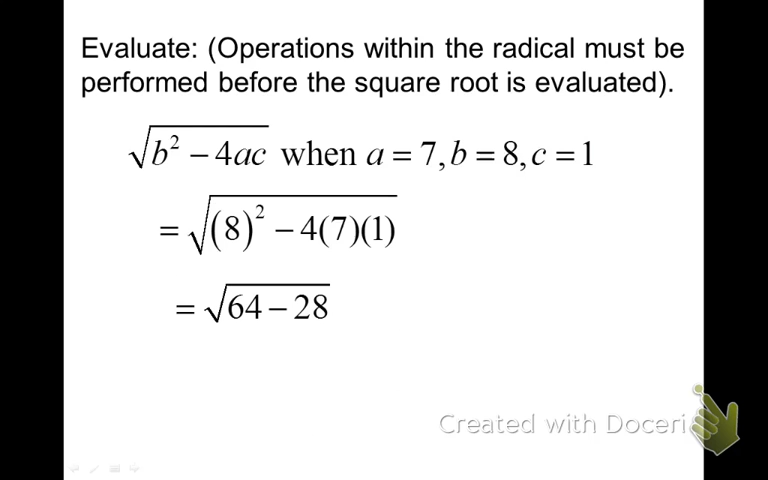 Evaluate: (Operations within the radical must be
performed before the square root is evaluated).
√(b² − 4ac) when a = 7, b = 8, c = 1
= √((8)² − 4(7)(1))
= √(64 − 28)
Created with Doceri